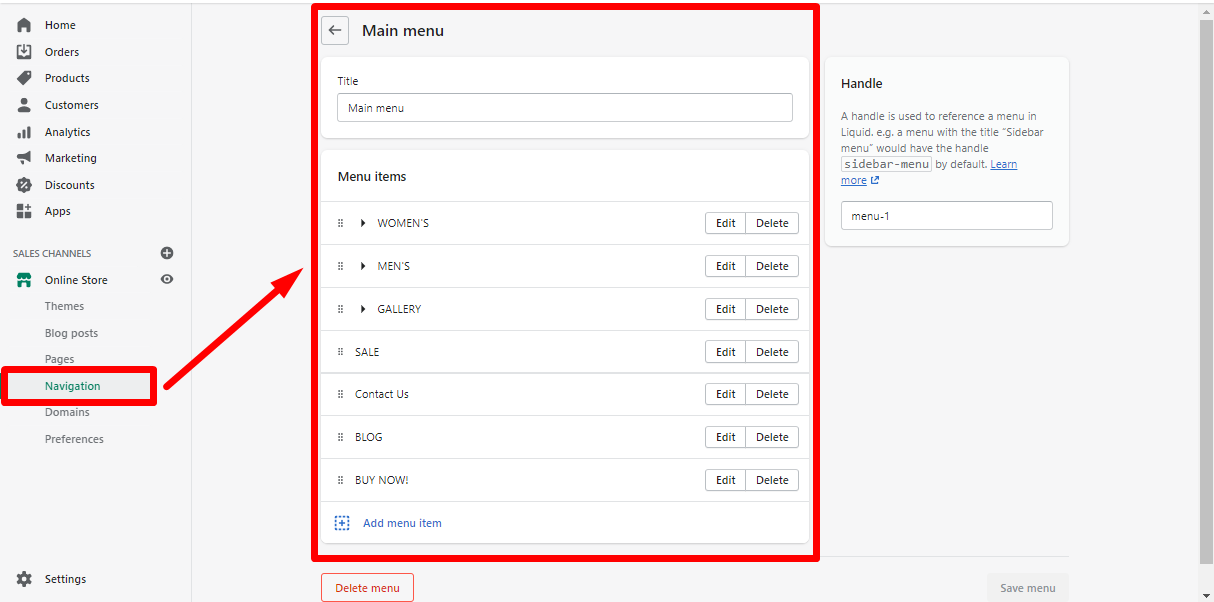 Home
Orders
Products
Customers
Analytics
Marketing
Discounts
Apps
SALES CHANNELS
Online Store
Themes
Blog posts
Pages
Navigation
Domains
Preferences
Settings
Main menu
Title
Main menu
Menu items
WOMEN'S Edit Delete
MEN'S Edit Delete
GALLERY Edit Delete
SALE Edit Delete
Contact Us Edit Delete
BLOG Edit Delete
BUY NOW! Edit Delete
Add menu item
Delete menu
Handle
A handle is used to reference a menu in
Liquid. e.g. a menu with the title “Sidebar
menu” would have the handle
sidebar-menu by default. Learn
more
menu-1
Save menu